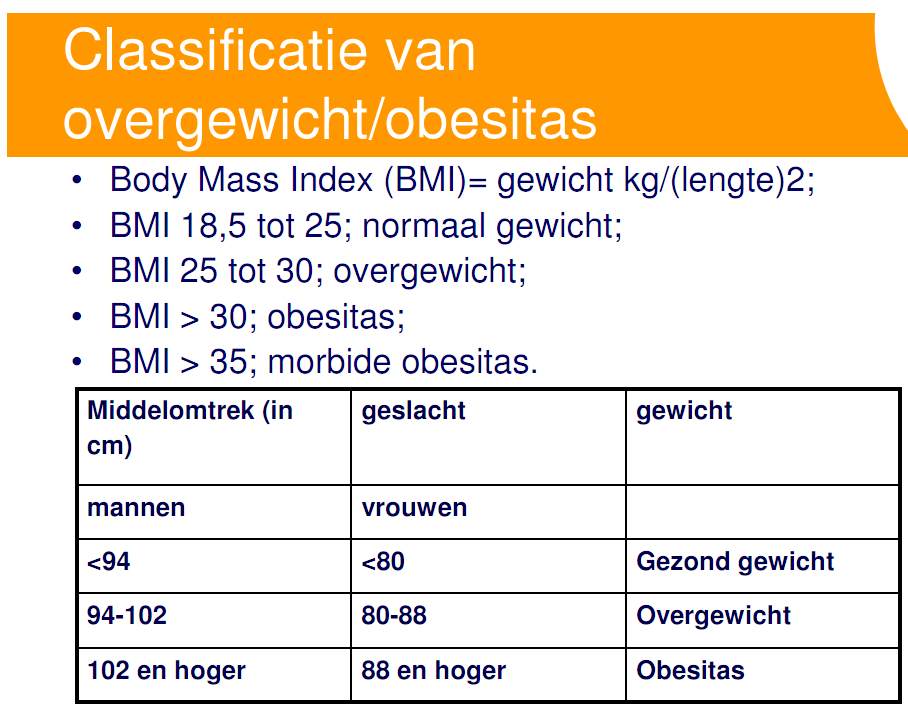 Classificatie van
overgewicht/obesitas
• Body Mass Index (BMI)= gewicht kg/(lengte)2;
• BMI 18,5 tot 25; normaal gewicht;
• BMI 25 tot 30; overgewicht;
• BMI > 30; obesitas;
• BMI > 35; morbide obesitas.
Middelomtrek (in cm) geslacht gewicht
mannen vrouwen
<94 <80 Gezond gewicht
94-102 80-88 Overgewicht
102 en hoger 88 en hoger Obesitas